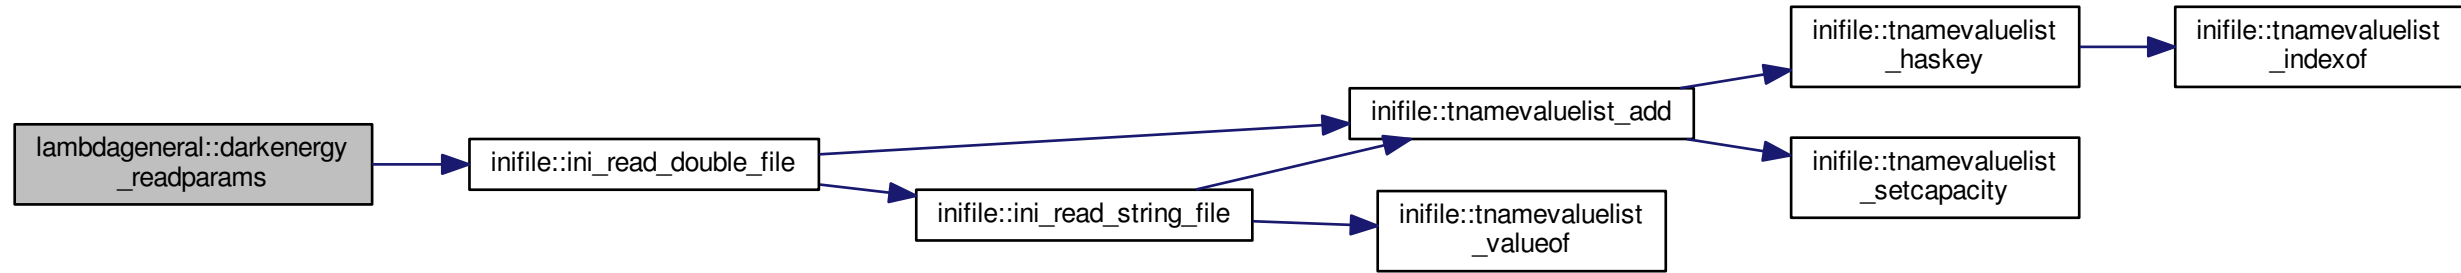 lambdageneral::darkenergy
_readparams
inifile::ini_read_double_file
inifile::ini_read_string_file
inifile::tnamevaluelist_add
inifile::tnamevaluelist
_valueof
inifile::tnamevaluelist
_haskey
inifile::tnamevaluelist
_setcapacity
inifile::tnamevaluelist
_indexof